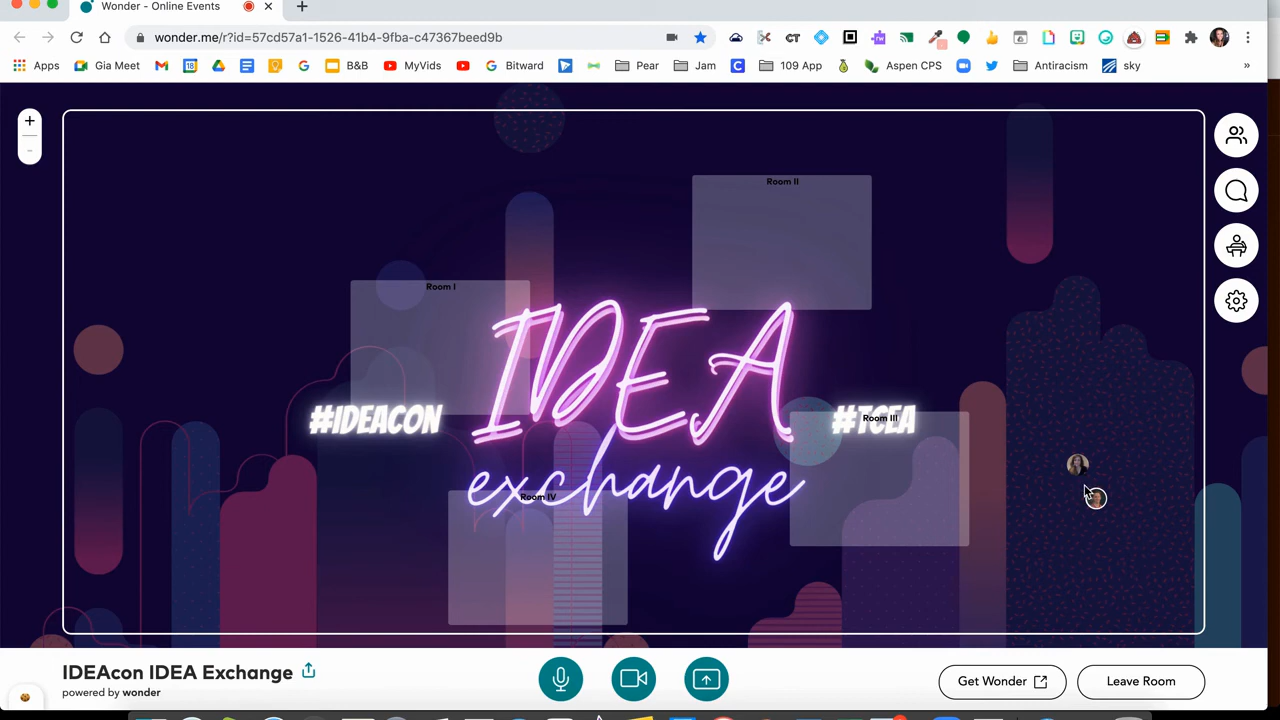 Wonder - Online Events
wonder.me/r?id=57cd57a1-1526-41b4-9fba-c47367beed9b
Apps Gia Meet B&B MyVids Bitward Pear Jam 109 App Aspen CPS Antiracism sky »
Room II
Room I
IDEA
#IDEACON
#TCEA
Room III
exchange
Room IV
IDEAcon IDEA Exchange
powered by wonder
Get Wonder
Leave Room